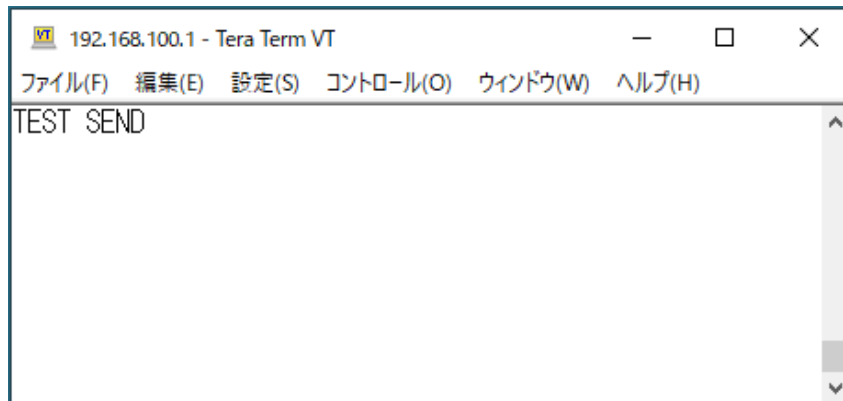 192.168.100.1 - Tera Term VT
ファイル(F) 編集(E) 設定(S) コントロール(O) ウィンドウ(W) ヘルプ(H)
TEST SEND